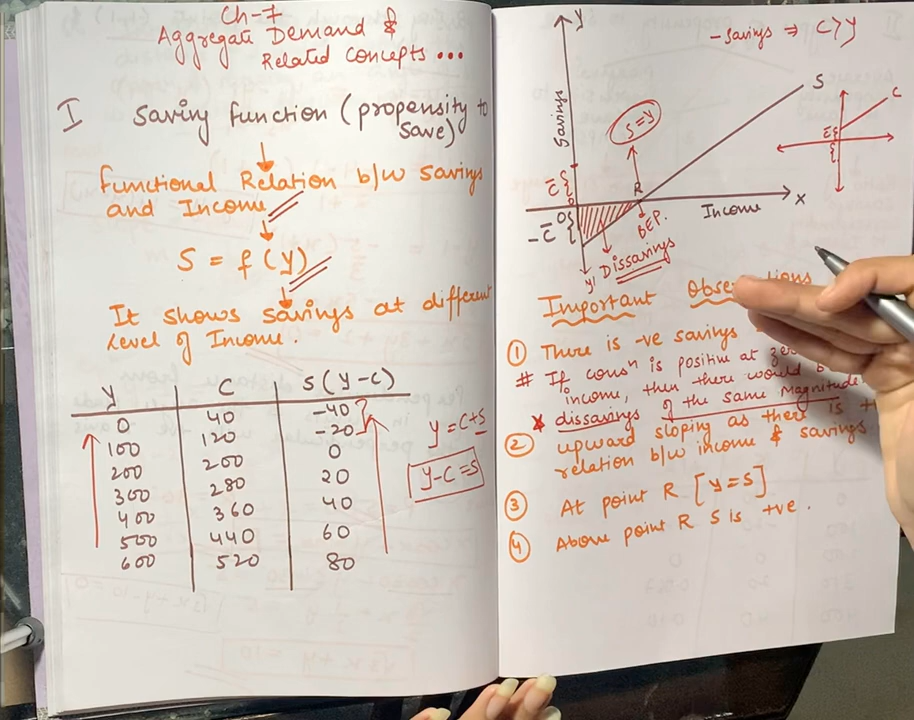 Ch-7
Aggregate Demand &
Related Concepts...
I Saving function (propensity to
save)
functional Relation b/w savings
and Income
S = f(y)
It shows savings at different
level of Income.
y C S(y-c)
0 40 -40
100 120 -20
200 200 0
300 280 20
400 360 40
500 440 60
600 520 80
y = c+s
y-c=s
-savings ⇒ C>y
y
Savings
S
S=y
C̄
O
-C̄
R
BEP.
Income
X
y'
Dissavings
C
C̄
Important Obser ions
① There is -ve savings
# If consn is positive at zer
income, then there would b
* dissavings of the same magnitude
② upward sloping as there is
relation b/w income & savings
③ At point R [y=s]
④ Above point R S is +ve.